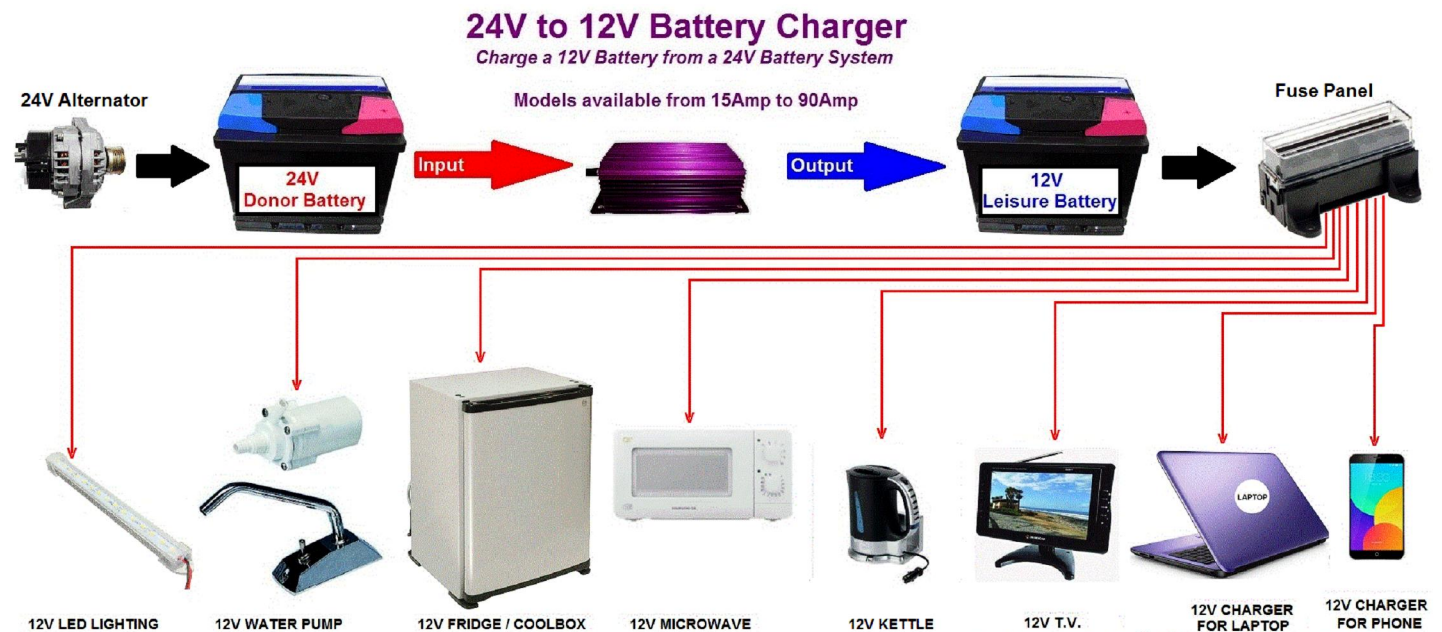 24V to 12V Battery Charger
Charge a 12V Battery from a 24V Battery System
24V Alternator
Models available from 15Amp to 90Amp
Fuse Panel
Input
Output
24V
Donor Battery
12V
Leisure Battery
LAPTOP
12V LED LIGHTING
12V WATER PUMP
12V FRIDGE / COOLBOX
12V MICROWAVE
12V KETTLE
12V T.V.
12V CHARGER
FOR LAPTOP
12V CHARGER
FOR PHONE